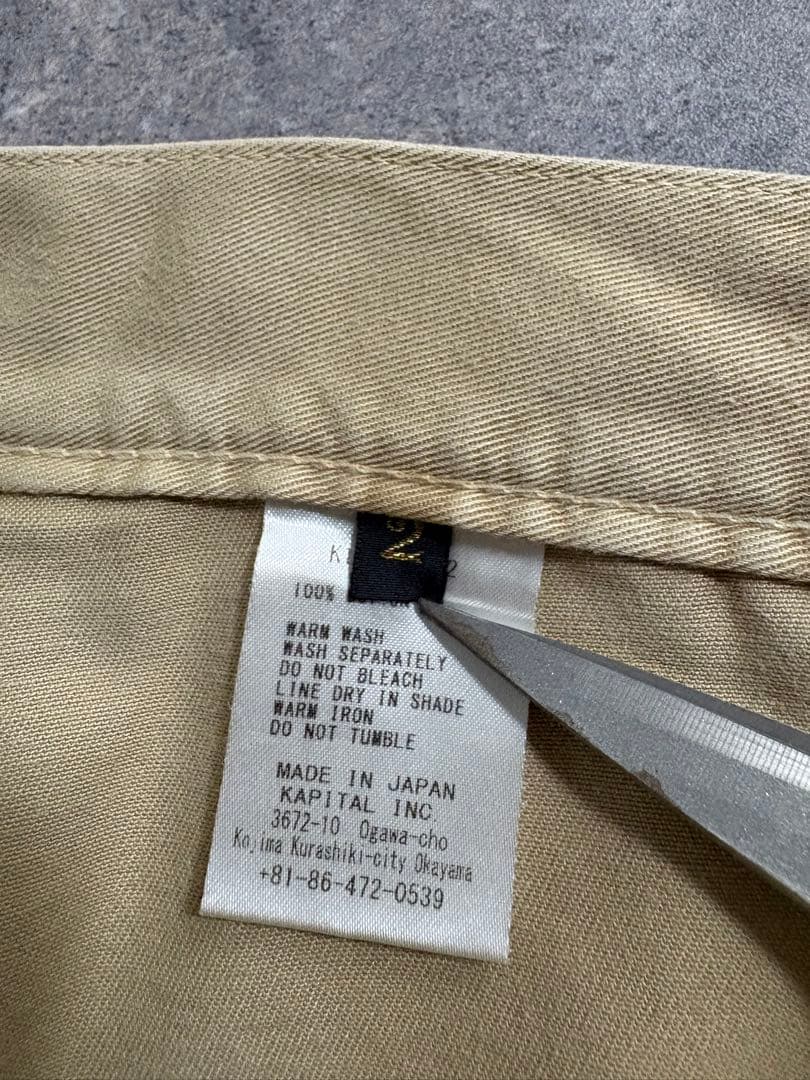 2
100%
WARM WASH
WASH SEPARATELY
DO NOT BLEACH
LINE DRY IN SHADE
WARM IRON
DO NOT TUMBLE
MADE IN JAPAN
KAPITAL INC.
3672-10 Ogawa-cho
Kojima Kurashiki-city Okayama
+81-86-472-0539